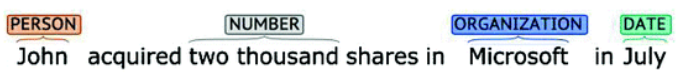 PERSON NUMBER ORGANIZATION DATE
John acquired two thousand shares in Microsoft in July